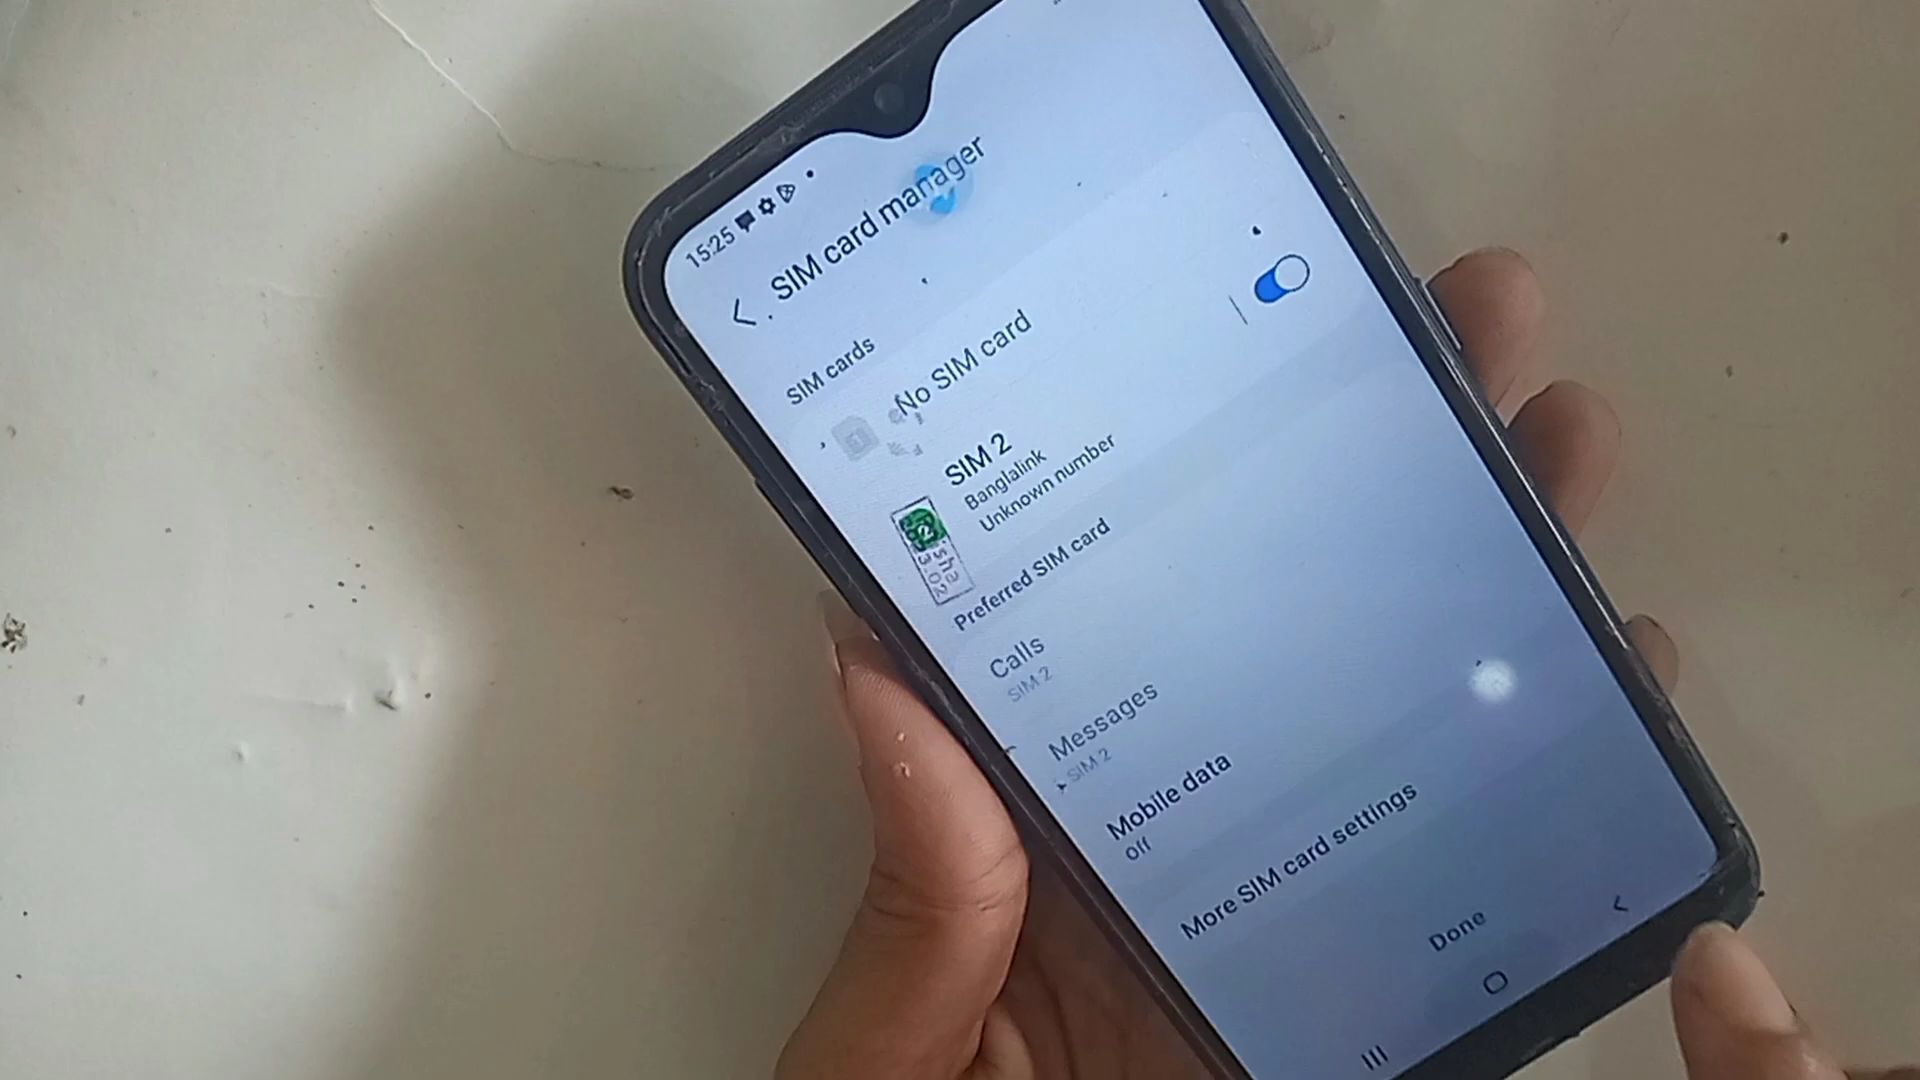 15:25
SIM card manager
SIM cards
No SIM card
SIM 2
Banglalink
Unknown number
2
Preferred SIM card
Calls
SIM 2
Messages
SIM 2
Mobile data
Off
More SIM card settings
Done